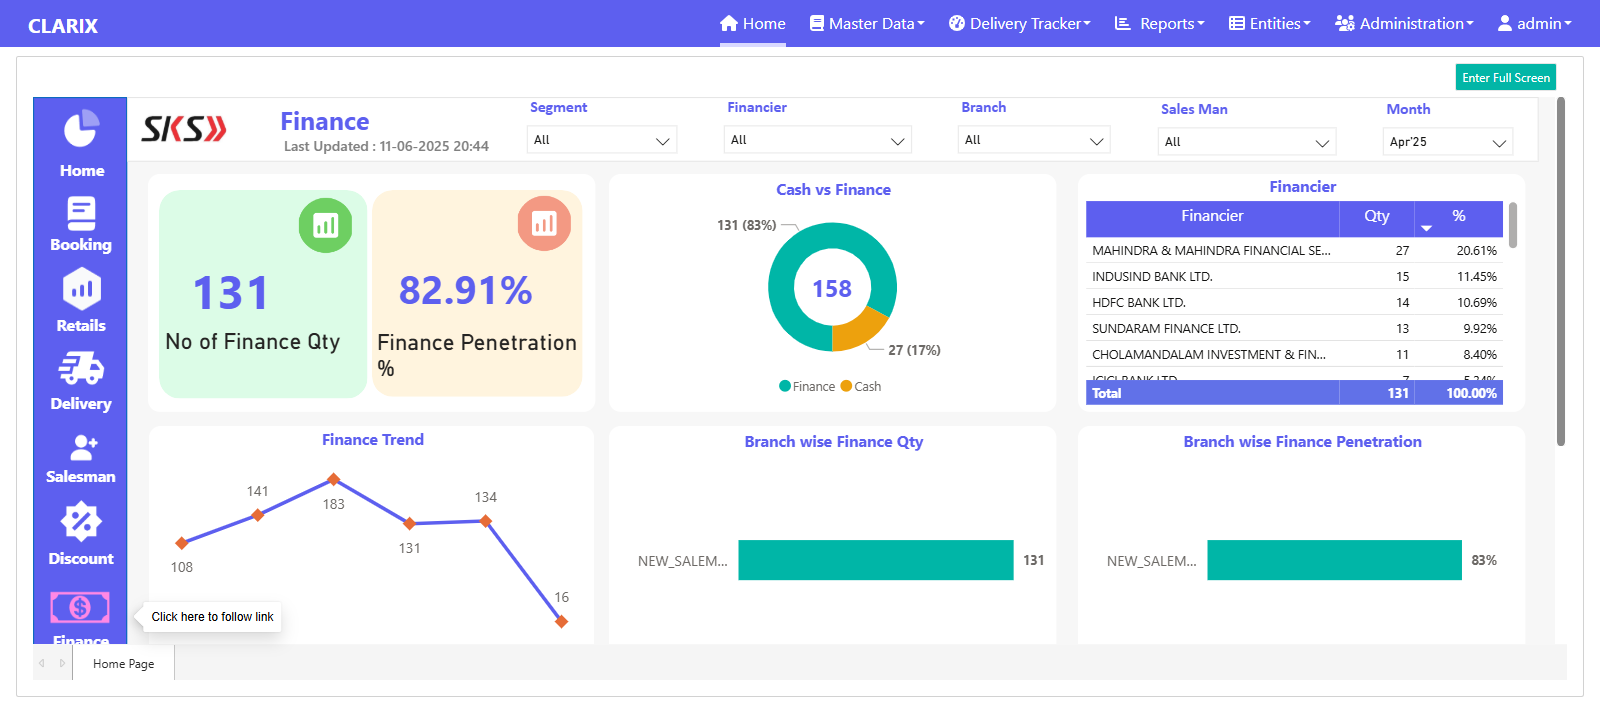 CLARIX
Home
Master Data
Delivery Tracker
Reports
Entities
Administration
admin
Enter Full Screen
SKS
Finance
Last Updated : 11-06-2025 20:44
Segment
All
Financier
All
Branch
All
Sales Man
All
Month
Apr'25
Home
Booking
Retails
Delivery
Salesman
Discount
Finance
Click here to follow link
131
No of Finance Qty
82.91%
Finance Penetration
%
Cash vs Finance
131 (83%)
158
27 (17%)
Finance
Cash
Financier
Financier Qty %
MAHINDRA & MAHINDRA FINANCIAL SE... 27 20.61%
INDUSIND BANK LTD. 15 11.45%
HDFC BANK LTD. 14 10.69%
SUNDARAM FINANCE LTD. 13 9.92%
CHOLAMANDALAM INVESTMENT & FIN... 11 8.40%
ICICI BANK LTD. 7 5.34%
Total 131 100.00%
Finance Trend
108
141
183
131
134
16
Branch wise Finance Qty
NEW_SALEM... 131
Branch wise Finance Penetration
NEW_SALEM... 83%
Home Page